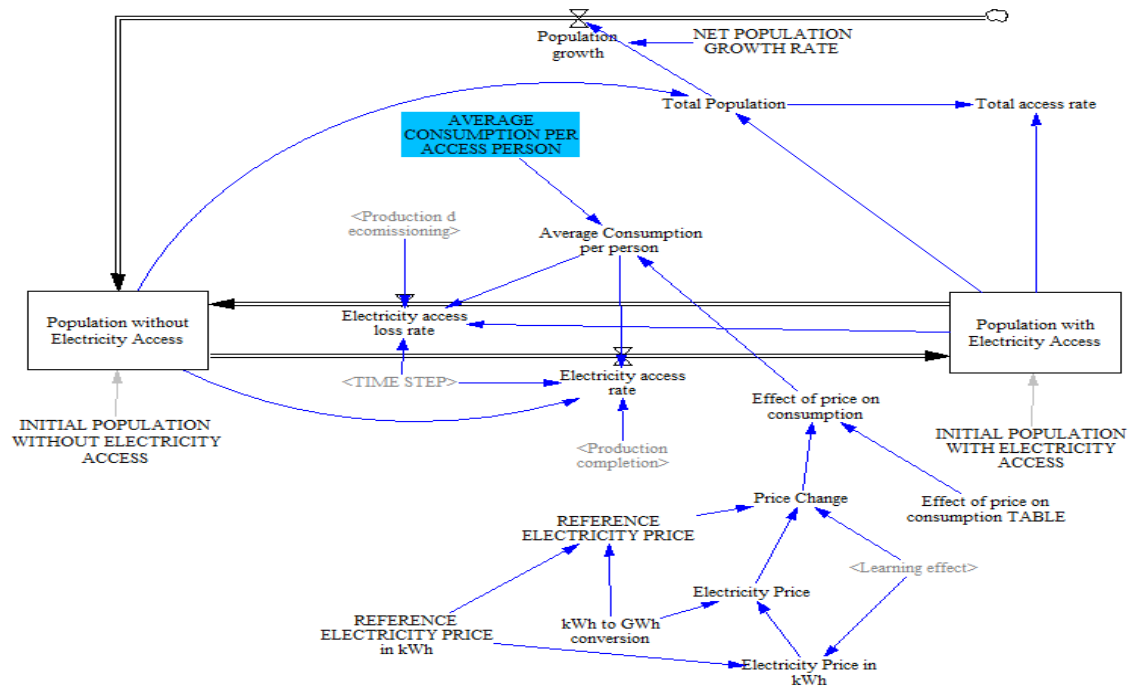 Population
growth
NET POPULATION
GROWTH RATE
Total Population
Total access rate
AVERAGE
CONSUMPTION PER
ACCESS PERSON
<Production d
ecomissioning>
Average Consumption
per person
Population without
Electricity Access
Electricity access
loss rate
Population with
Electricity Access
<TIME STEP>
Electricity access
rate
Effect of price on
consumption
INITIAL POPULATION
WITHOUT ELECTRICITY
ACCESS
<Production
completion>
INITIAL POPULATION
WITH ELECTRICITY
ACCESS
Price Change
Effect of price on
consumption TABLE
REFERENCE
ELECTRICITY PRICE
<Learning effect>
Electricity Price
REFERENCE
ELECTRICITY PRICE
in kWh
kWh to GWh
conversion
Electricity Price in
kWh